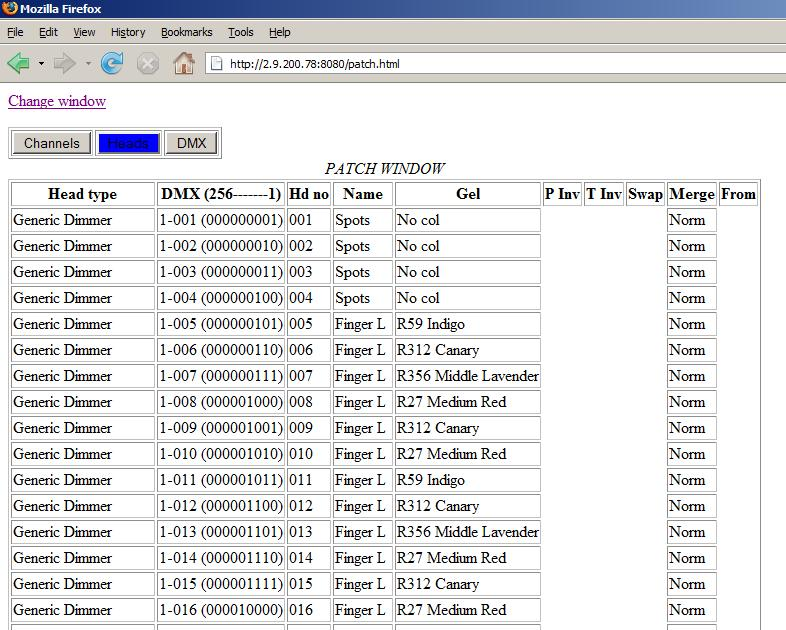 Mozilla Firefox
File Edit View History Bookmarks Tools Help
http://2.9.200.78:8080/patch.html
Change window
Channels Heads DMX
PATCH WINDOW
Head type DMX (256-------1) Hd no Name Gel P Inv T Inv Swap Merge From
Generic Dimmer 1-001 (000000001) 001 Spots No col Norm
Generic Dimmer 1-002 (000000010) 002 Spots No col Norm
Generic Dimmer 1-003 (000000011) 003 Spots No col Norm
Generic Dimmer 1-004 (000000100) 004 Spots No col Norm
Generic Dimmer 1-005 (000000101) 005 Finger L R59 Indigo Norm
Generic Dimmer 1-006 (000000110) 006 Finger L R312 Canary Norm
Generic Dimmer 1-007 (000000111) 007 Finger L R356 Middle Lavender Norm
Generic Dimmer 1-008 (000001000) 008 Finger L R27 Medium Red Norm
Generic Dimmer 1-009 (000001001) 009 Finger L R312 Canary Norm
Generic Dimmer 1-010 (000001010) 010 Finger L R27 Medium Red Norm
Generic Dimmer 1-011 (000001011) 011 Finger L R59 Indigo Norm
Generic Dimmer 1-012 (000001100) 012 Finger L R312 Canary Norm
Generic Dimmer 1-013 (000001101) 013 Finger L R356 Middle Lavender Norm
Generic Dimmer 1-014 (000001110) 014 Finger L R27 Medium Red Norm
Generic Dimmer 1-015 (000001111) 015 Finger L R312 Canary Norm
Generic Dimmer 1-016 (000010000) 016 Finger L R27 Medium Red Norm